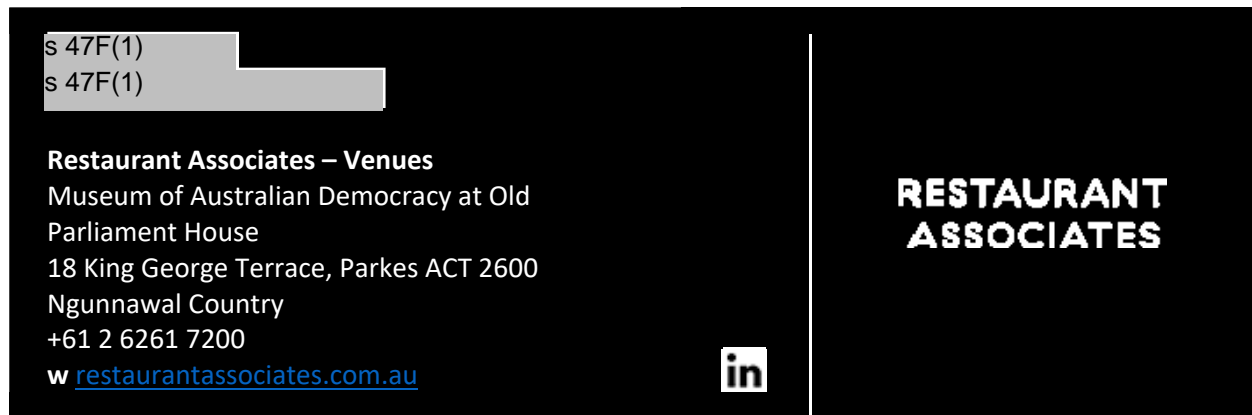 s 47F(1)
s 47F(1)
Restaurant Associates – Venues
Museum of Australian Democracy at Old
Parliament House
18 King George Terrace, Parkes ACT 2600
Ngunnawal Country
+61 2 6261 7200
w restaurantassociates.com.au
in
RESTAURANT
ASSOCIATES